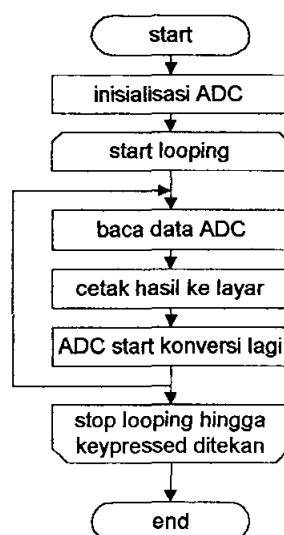 start
inisialisasi ADC
start looping
baca data ADC
cetak hasil ke layar
ADC start konversi lagi
stop looping hingga
keypressed ditekan
end